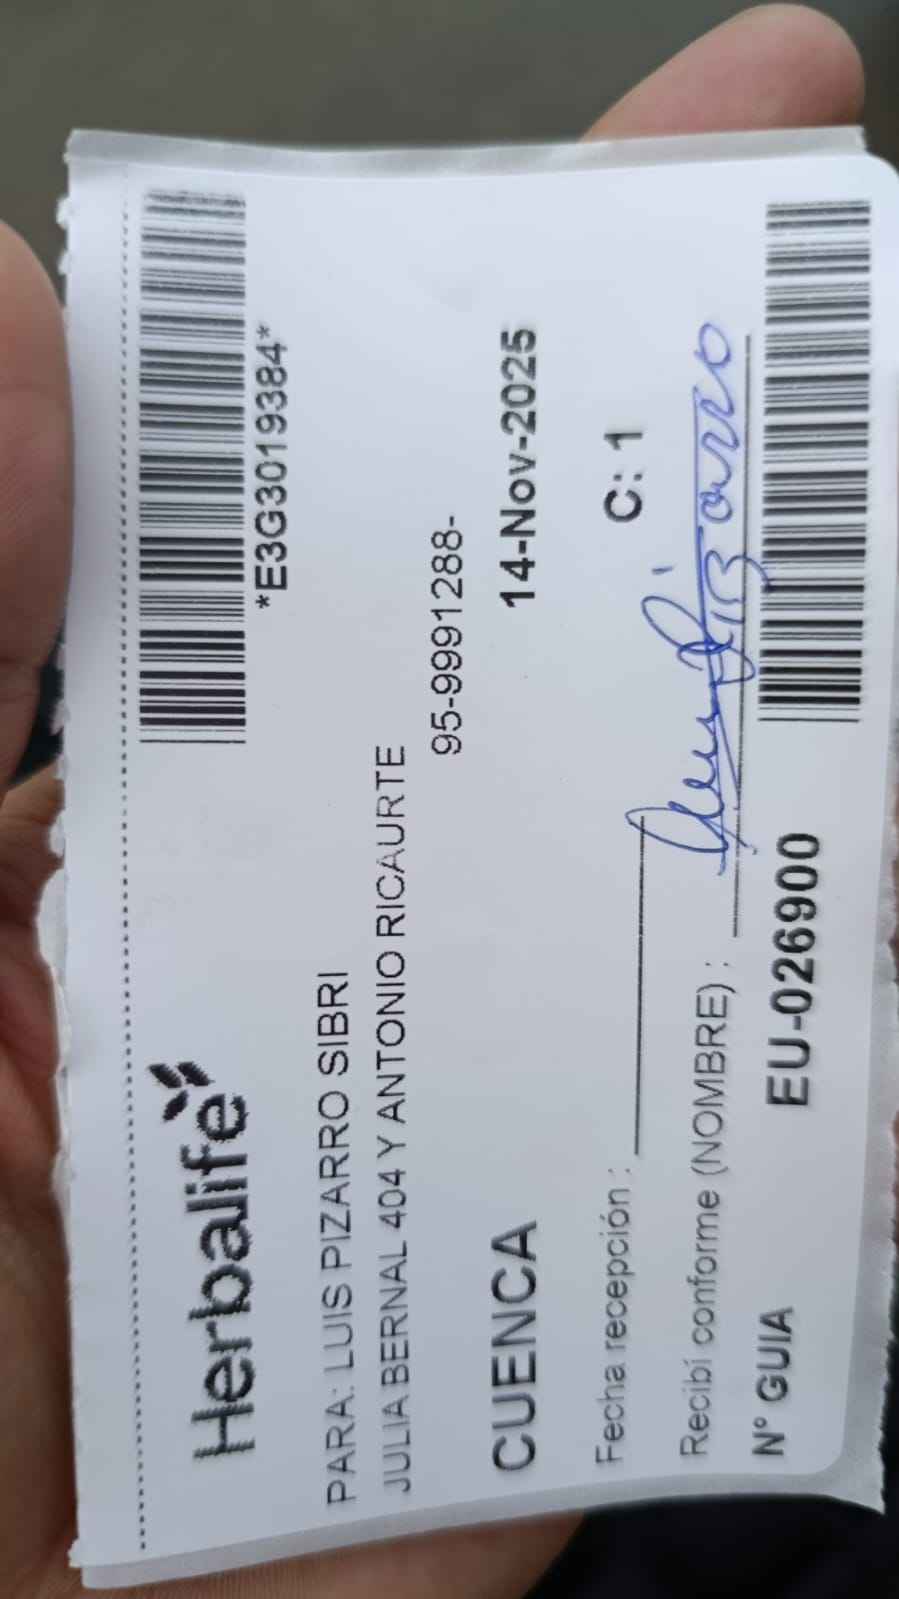 Herbalife
*E3G3019384*
PARA: LUIS PIZARRO SIBRI
JULIA BERNAL 404 Y ANTONIO RICAURTE
95-9991288-
CUENCA 14-Nov-2025
Fecha recepción : C: 1
Recibí conforme (NOMBRE) : Pizarro
N° GUIA EU-026900